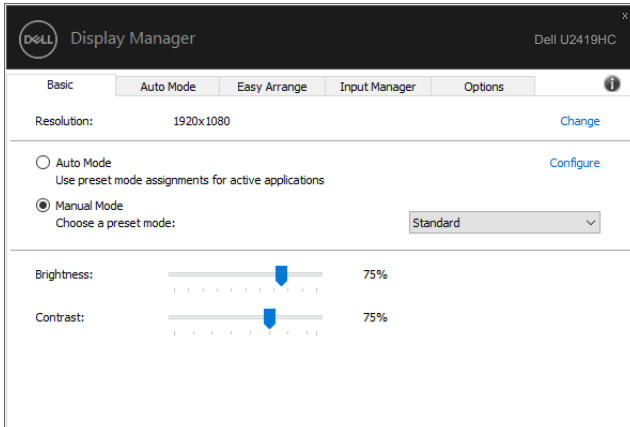 x
DELL Display Manager Dell U2419HC
Basic Auto Mode Easy Arrange Input Manager Options i
Resolution: 1920x1080 Change
Auto Mode Configure
Use preset mode assignments for active applications
Manual Mode
Choose a preset mode: Standard
Brightness: 75%
Contrast: 75%